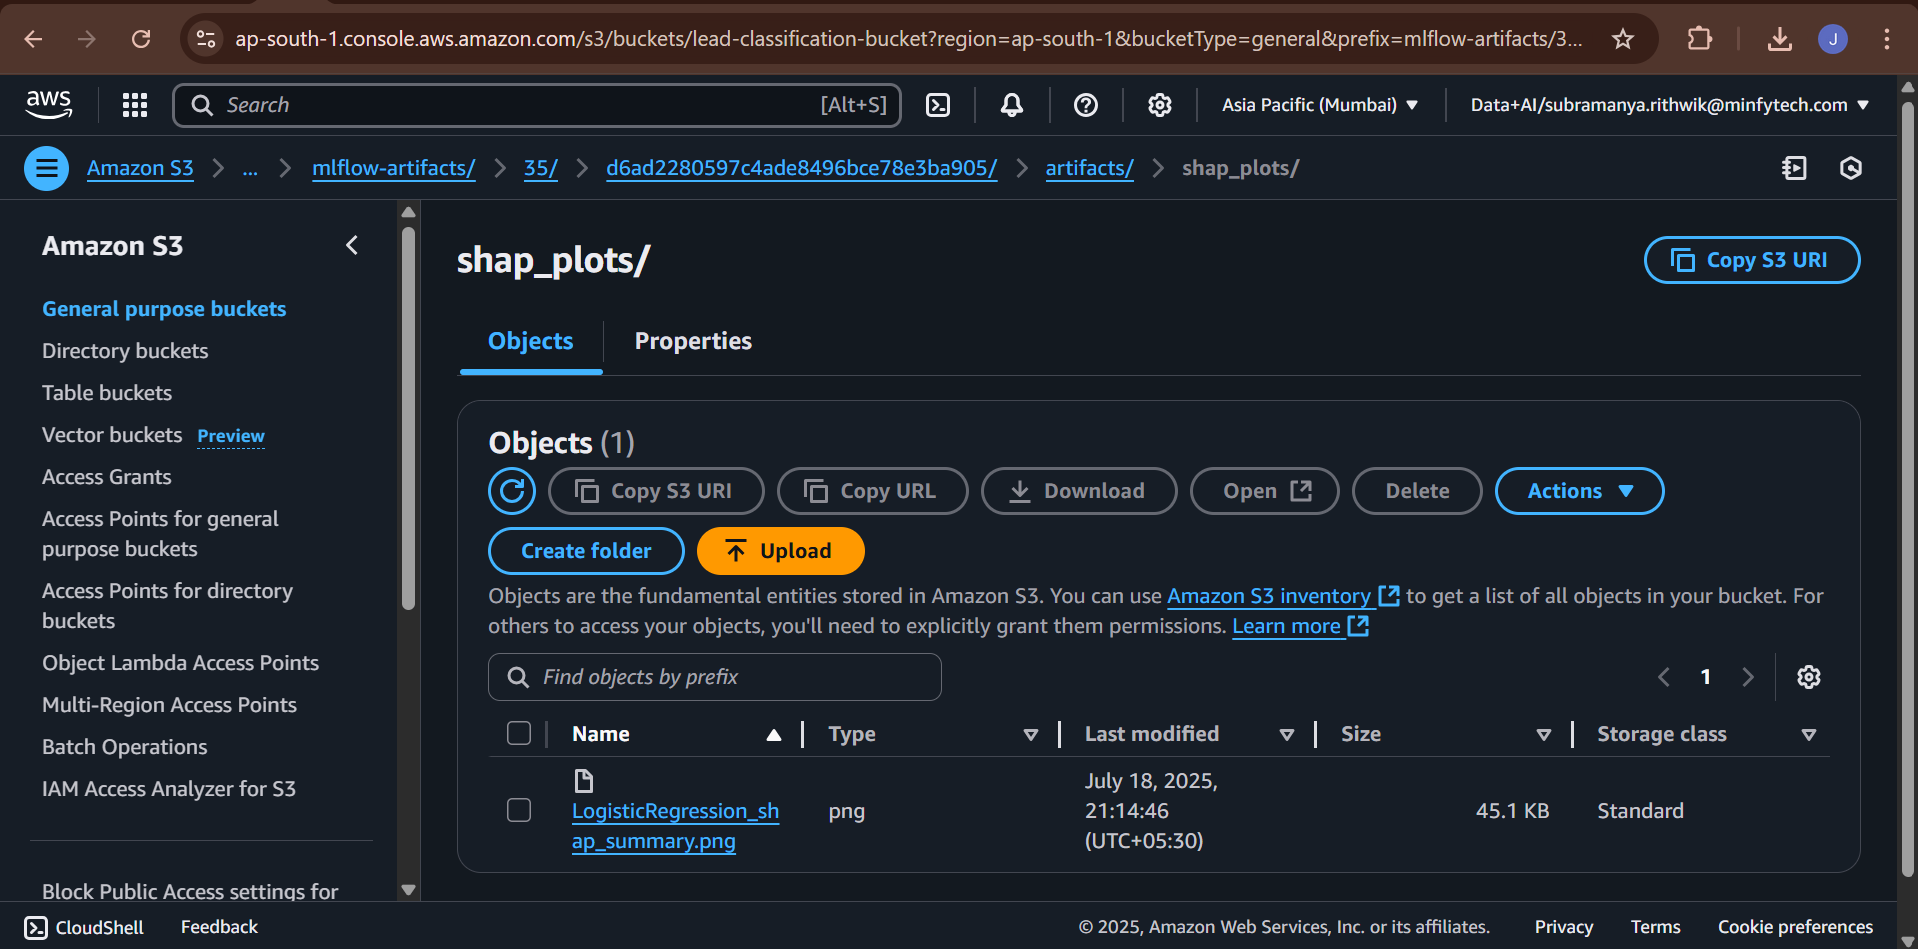 ap-south-1.console.aws.amazon.com/s3/buckets/lead-classification-bucket?region=ap-south-1&bucketType=general&prefix=mlflow-artifacts/3...
J
aws
Search
[Alt+S]
Asia Pacific (Mumbai)
Data+AI/subramanya.rithwik@minfytech.com
Amazon S3
...
mlflow-artifacts/
35/
d6ad2280597c4ade8496bce78e3ba905/
artifacts/
shap_plots/
Amazon S3
General purpose buckets
Directory buckets
Table buckets
Vector buckets Preview
Access Grants
Access Points for general
purpose buckets
Access Points for directory
buckets
Object Lambda Access Points
Multi-Region Access Points
Batch Operations
IAM Access Analyzer for S3
Block Public Access settings for
shap_plots/
Copy S3 URI
Objects
Properties
Objects (1)
Copy S3 URI
Copy URL
Download
Open
Delete
Actions
Create folder
Upload
Objects are the fundamental entities stored in Amazon S3. You can use Amazon S3 inventory to get a list of all objects in your bucket. For
others to access your objects, you'll need to explicitly grant them permissions. Learn more
Find objects by prefix
1
Name
Type
Last modified
Size
Storage class
LogisticRegression_sh
ap_summary.png
png
July 18, 2025,
21:14:46
(UTC+05:30)
45.1 KB
Standard
CloudShell
Feedback
© 2025, Amazon Web Services, Inc. or its affiliates.
Privacy
Terms
Cookie preferences